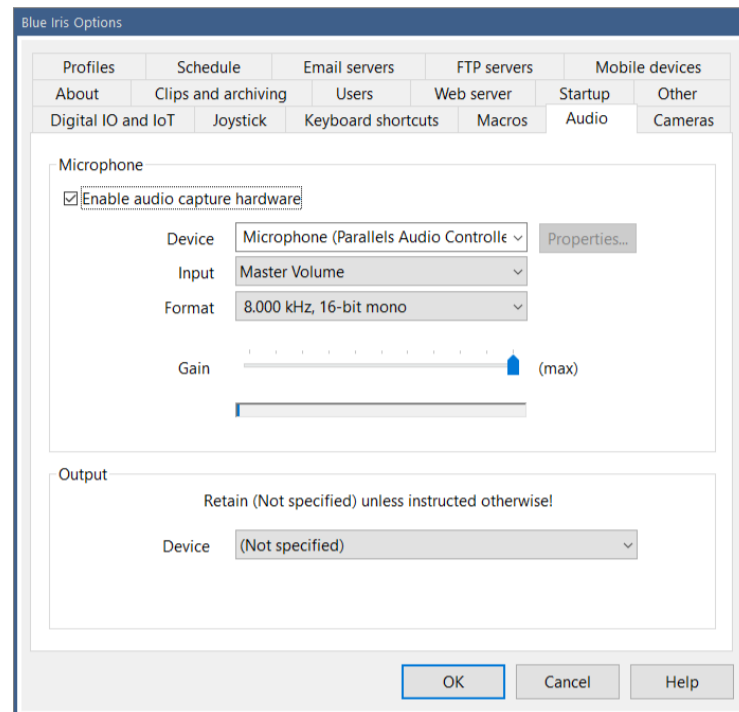 Blue Iris Options
Profiles Schedule Email servers FTP servers Mobile devices
About Clips and archiving Users Web server Startup Other
Digital IO and IoT Joystick Keyboard shortcuts Macros Audio Cameras
Microphone
Enable audio capture hardware
Device Microphone (Parallels Audio Controlle Properties...
Input Master Volume
Format 8.000 kHz, 16-bit mono
Gain (max)
Output
Retain (Not specified) unless instructed otherwise!
Device (Not specified)
OK Cancel Help